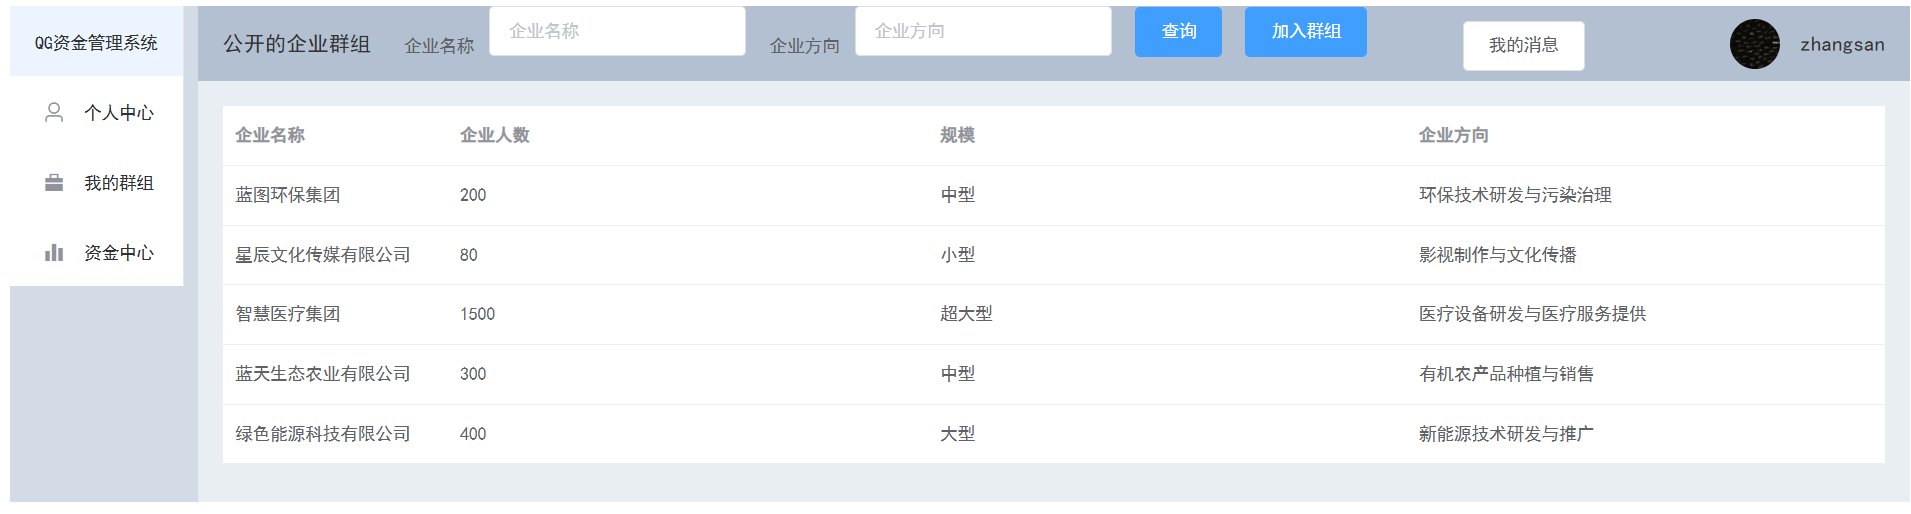 QG资金管理系统
个人中心
我的群组
资金中心
公开的企业群组 企业名称 企业名称 企业方向 企业方向 查询 加入群组 我的消息 zhangsan
企业名称 企业人数 规模 企业方向
蓝图环保集团 200 中型 环保技术研发与污染治理
星辰文化传媒有限公司 80 小型 影视制作与文化传播
智慧医疗集团 1500 超大型 医疗设备研发与医疗服务提供
蓝天生态农业有限公司 300 中型 有机农产品种植与销售
绿色能源科技有限公司 400 大型 新能源技术研发与推广